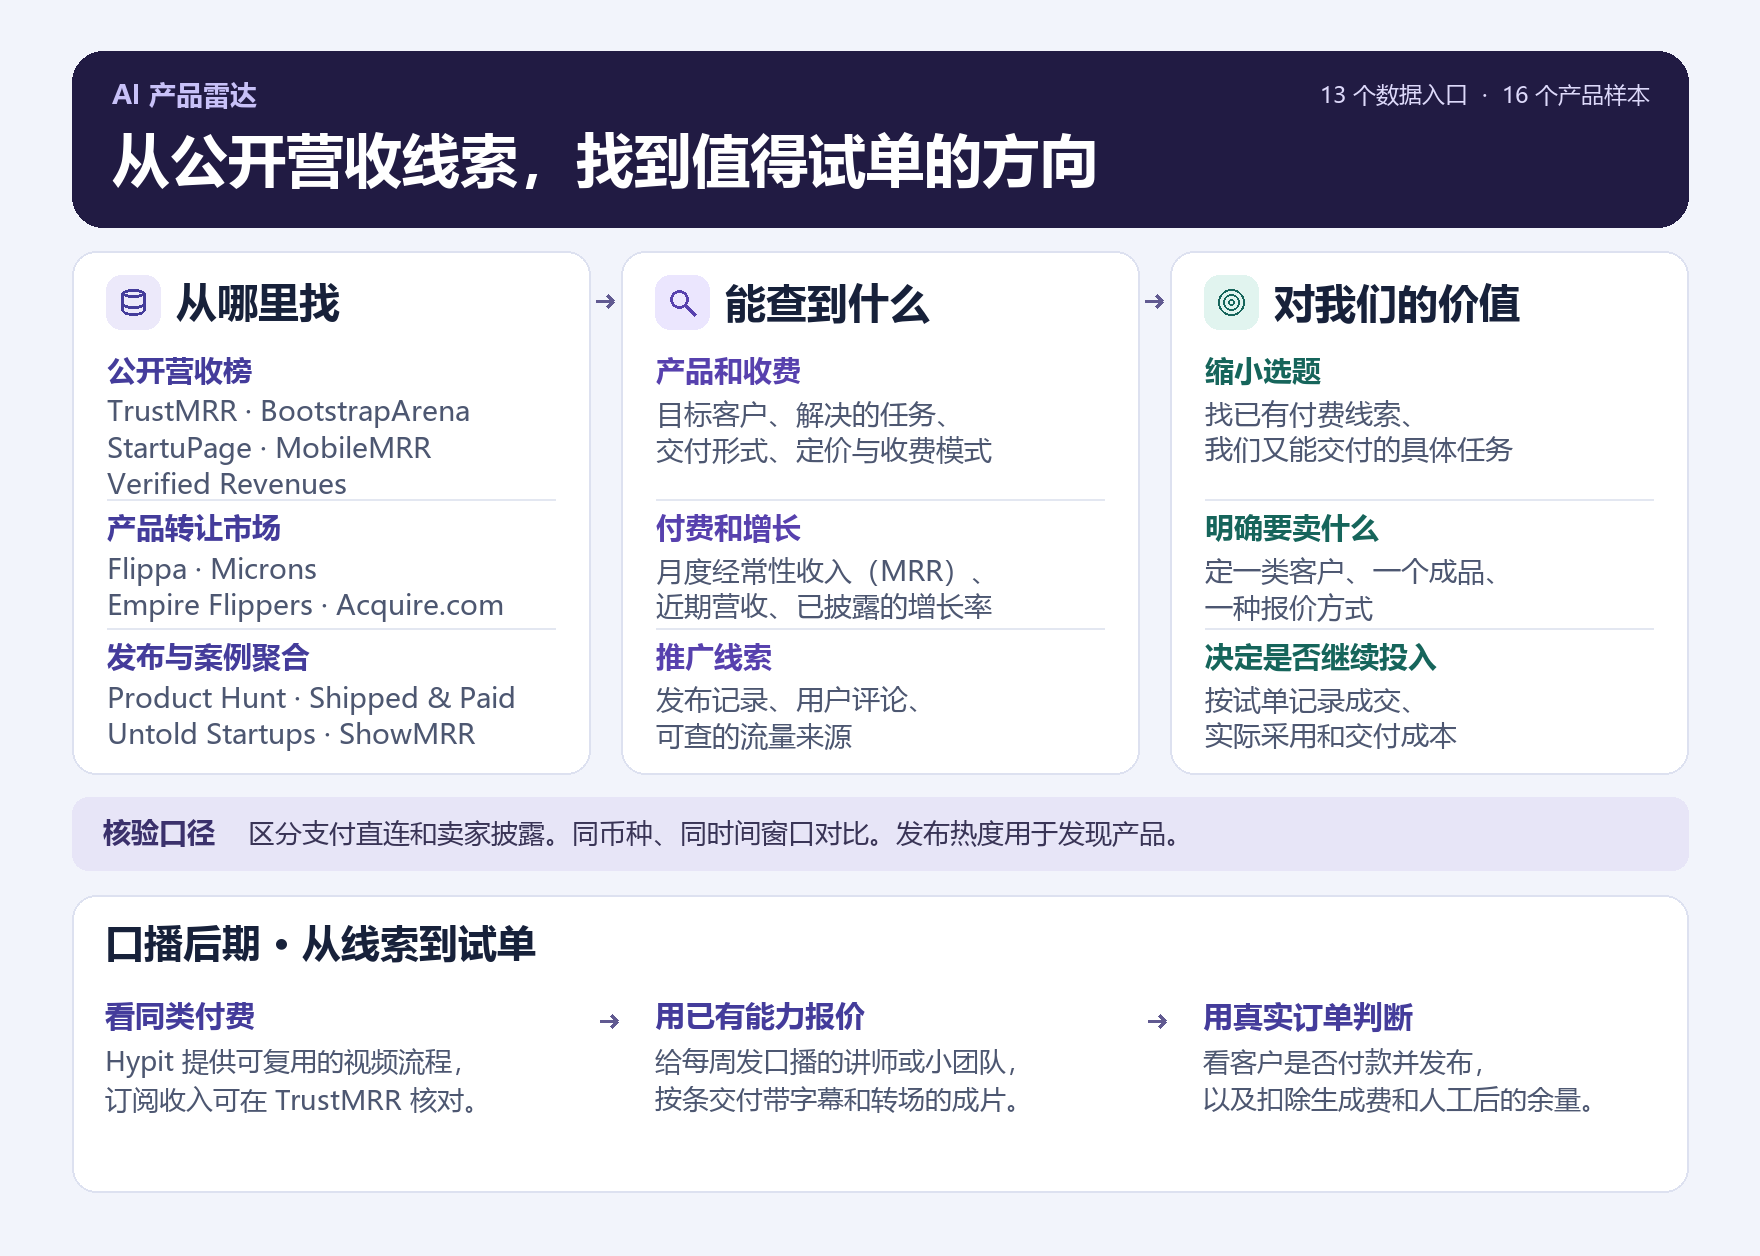 AI 产品雷达
13 个数据入口 · 16 个产品样本
从公开营收线索，找到值得试单的方向
从哪里找
公开营收榜
TrustMRR · BootstrapArena
StartuPage · MobileMRR
Verified Revenues
产品转让市场
Flippa · Microns
Empire Flippers · Acquire.com
发布与案例聚合
Product Hunt · Shipped & Paid
Untold Startups · ShowMRR
能查到什么
产品和收费
目标客户、解决的任务、
交付形式、定价与收费模式
付费和增长
月度经常性收入（MRR）、
近期营收、已披露的增长率
推广线索
发布记录、用户评论、
可查的流量来源
对我们的价值
缩小选题
找已有付费线索、
我们又能交付的具体任务
明确要卖什么
定一类客户、一个成品、
一种报价方式
决定是否继续投入
按试单记录成交、
实际采用和交付成本
核验口径 区分支付直连和卖家披露。同币种、同时间窗口对比。发布热度用于发现产品。
口播后期 · 从线索到试单
看同类付费
Hypit 提供可复用的视频流程，
订阅收入可在 TrustMRR 核对。
用已有能力报价
给每周发口播的讲师或小团队，
按条交付带字幕和转场的成片。
用真实订单判断
看客户是否付款并发布，
以及扣除生成费和人工后的余量。